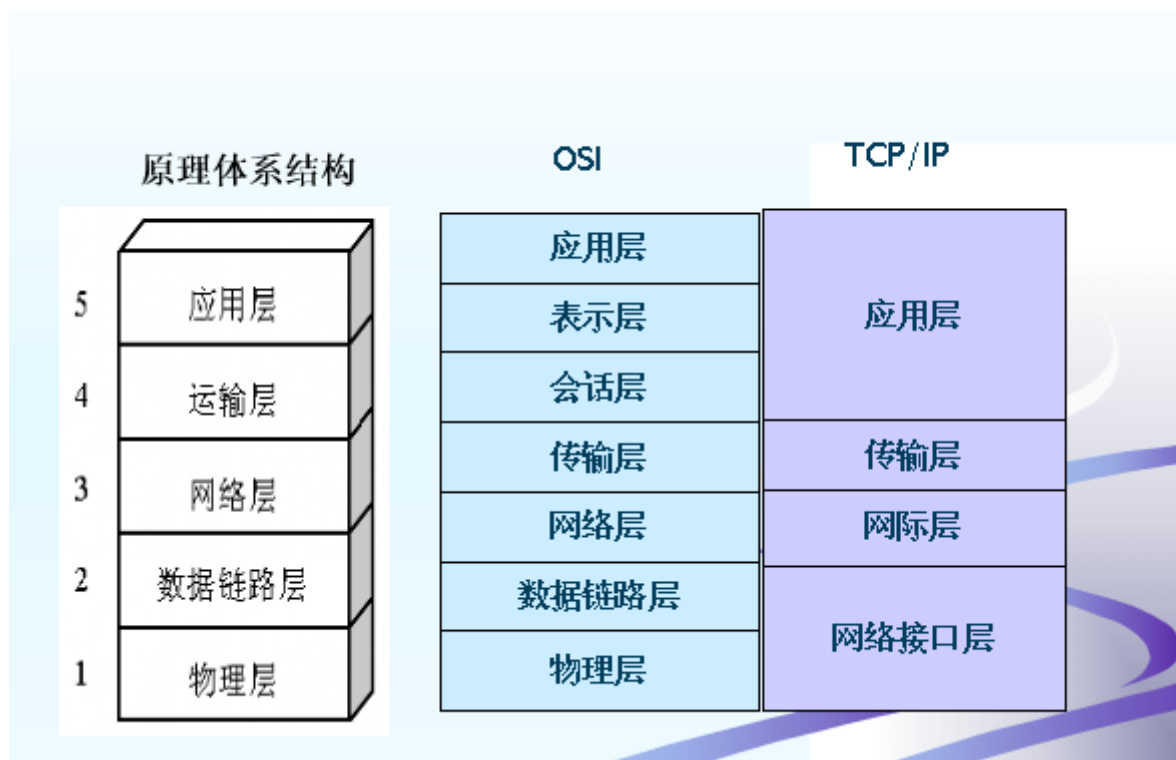 原理体系结构
5 应用层
4 运输层
3 网络层
2 数据链路层
1 物理层
OSI
应用层
表示层
会话层
传输层
网络层
数据链路层
物理层
TCP/IP
应用层
传输层
网际层
网络接口层